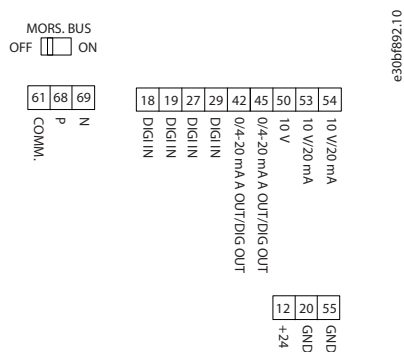 MORS. BUS
OFF ON
61 68 69
COMM.
P
N
18 19 27 29 42 45 50 53 54
DIGI IN
DIGI IN
DIGI IN
DIGI IN
0/4-20 mA A OUT/DIG OUT
0/4-20 mA A OUT/DIG OUT
10 V
10 V/20 mA
10 V/20 mA
12 20 55
+24
GND
GND
e30bf892.10